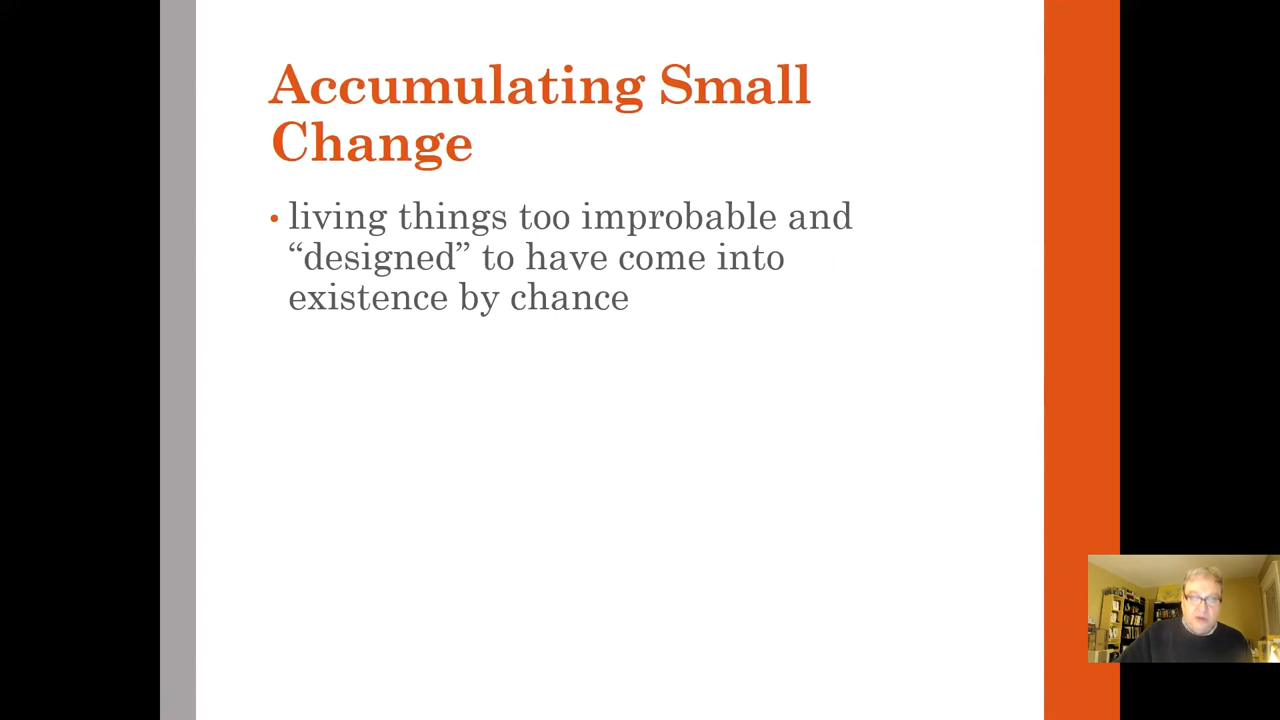 Accumulating Small
Change
• living things too improbable and
“designed” to have come into
existence by chance